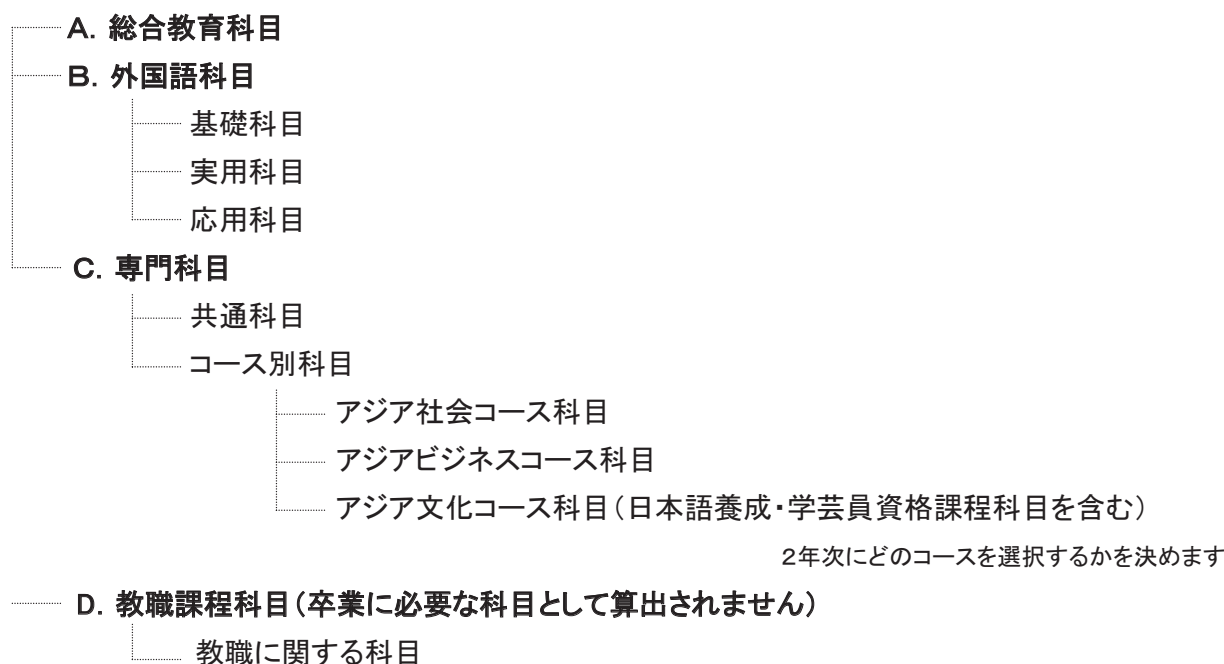 A. 総合教育科目
B. 外国語科目
基礎科目
実用科目
応用科目
C. 専門科目
共通科目
コース別科目
アジア社会コース科目
アジアビジネスコース科目
アジア文化コース科目(日本語養成・学芸員資格課程科目を含む)
2年次にどのコースを選択するかを決めます
D. 教職課程科目(卒業に必要な科目として算出されません)
教職に関する科目